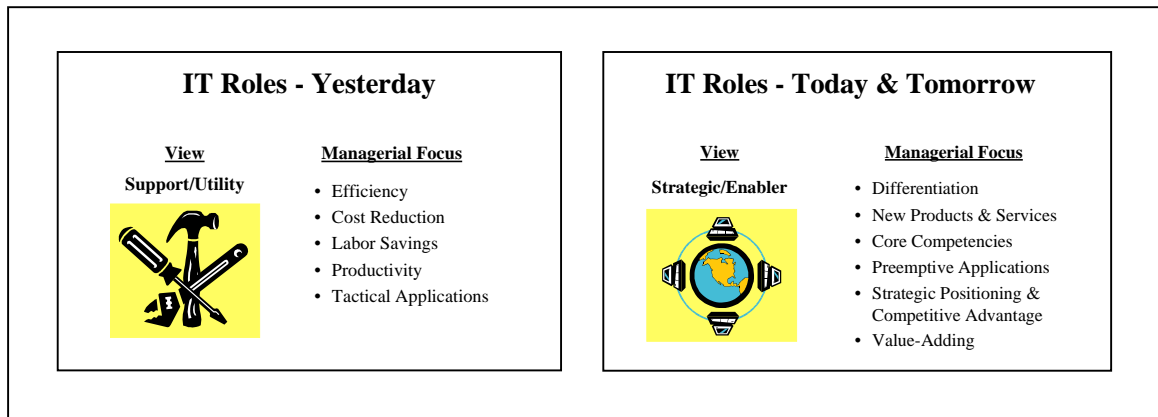 IT Roles - Yesterday
View
Managerial Focus
Support/Utility
• Efficiency
• Cost Reduction
• Labor Savings
• Productivity
• Tactical Applications
IT Roles - Today & Tomorrow
View
Managerial Focus
Strategic/Enabler
• Differentiation
• New Products & Services
• Core Competencies
• Preemptive Applications
• Strategic Positioning &
Competitive Advantage
• Value-Adding